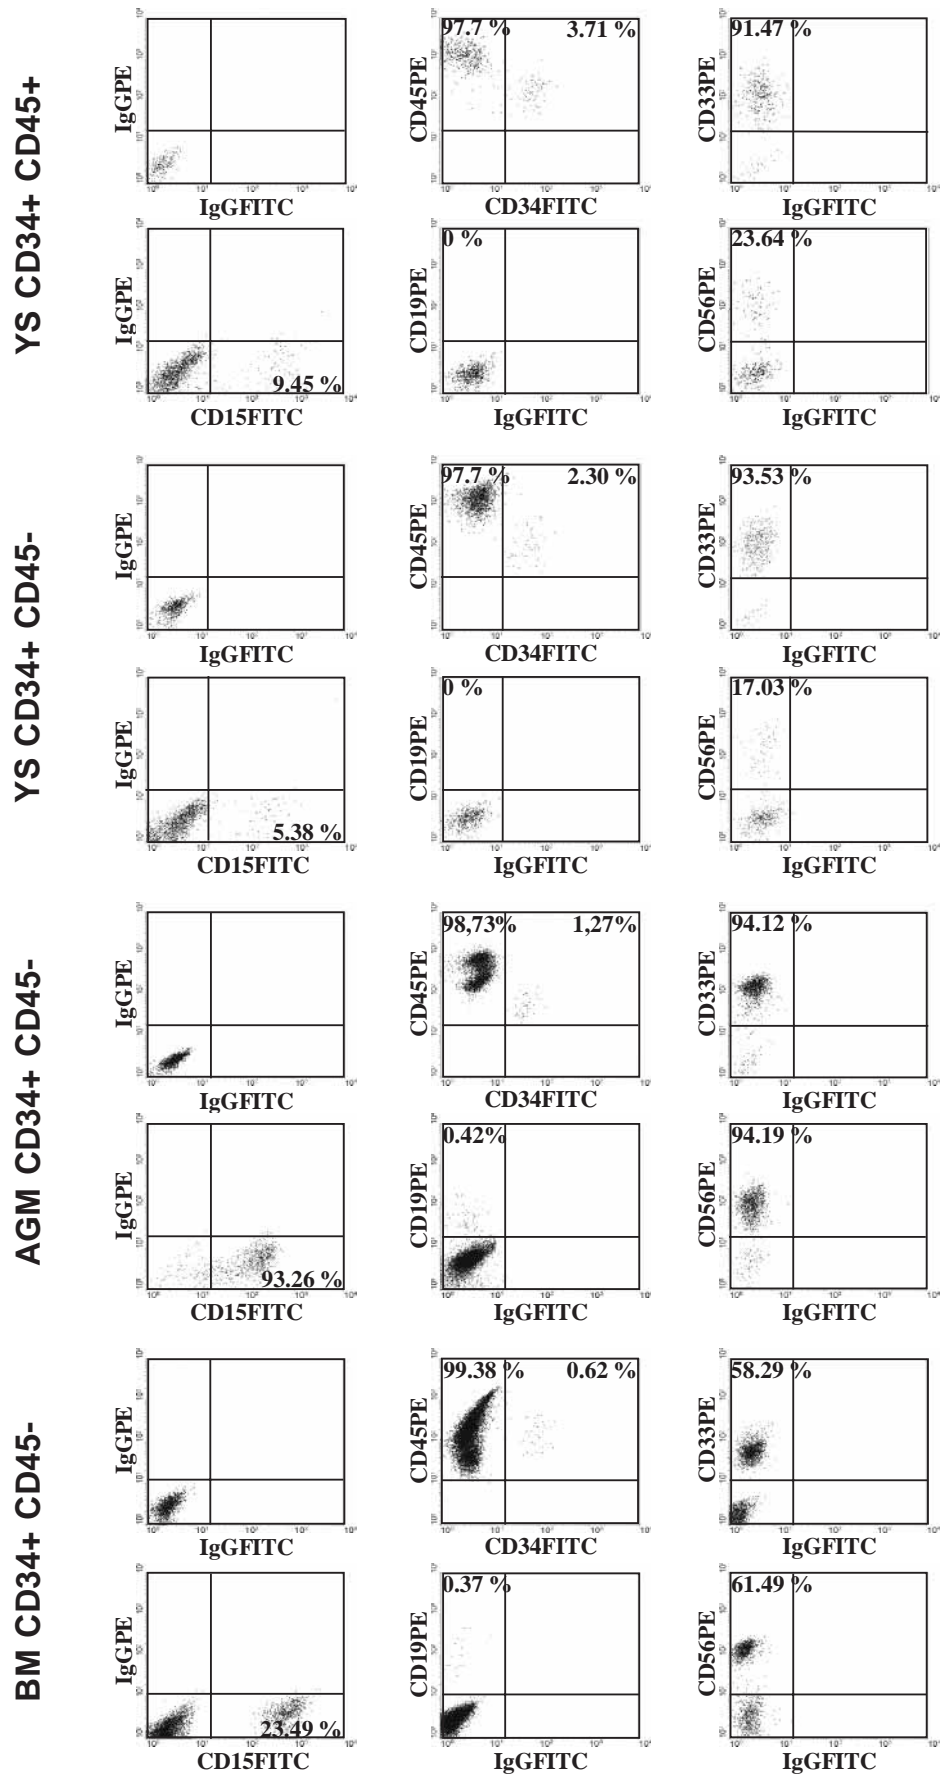 YS CD34+ CD45+
IgGPE
IgGFITC
97.7 % 3.71 %
CD45PE
CD34FITC
91.47 %
CD33PE
IgGFITC
IgGPE
9.45 %
CD15FITC
0 %
CD19PE
IgGFITC
23.64 %
CD56PE
IgGFITC
YS CD34+ CD45-
IgGPE
IgGFITC
97.7 % 2.30 %
CD45PE
CD34FITC
93.53 %
CD33PE
IgGFITC
IgGPE
5.38 %
CD15FITC
0 %
CD19PE
IgGFITC
17.03 %
CD56PE
IgGFITC
AGM CD34+ CD45-
IgGPE
IgGFITC
98,73% 1,27%
CD45PE
CD34FITC
94.12 %
CD33PE
IgGFITC
IgGPE
93.26 %
CD15FITC
0.42%
CD19PE
IgGFITC
94.19 %
CD56PE
IgGFITC
BM CD34+ CD45-
IgGPE
IgGFITC
99.38 % 0.62 %
CD45PE
CD34FITC
58.29 %
CD33PE
IgGFITC
IgGPE
23.49 %
CD15FITC
0.37 %
CD19PE
IgGFITC
61.49 %
CD56PE
IgGFITC